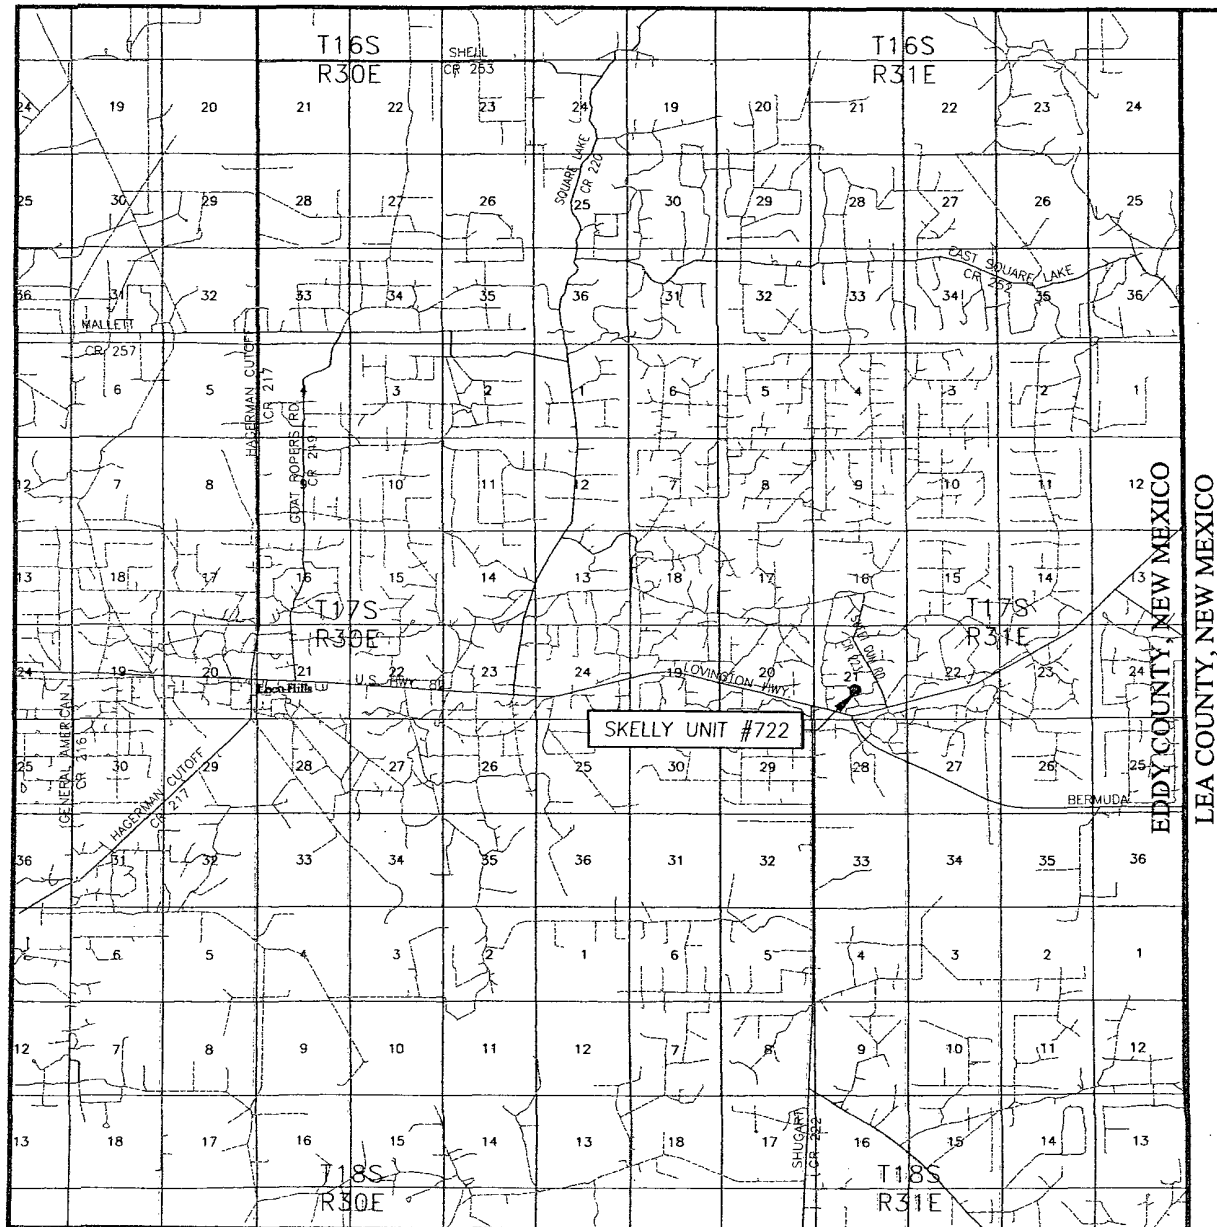 T16S
R30E
SHELL
CR 253
T16S
R31E
24 19 20 21 22 23 24 19 20 21 22 23 24
SQUARE LAKE
CR 220
25 30 29 28 27 26 25 30 29 28 27 26 25
EAST SQUARE LAKE
CR 257
36 31 32 33 34 35 36 31 32 33 34 35 36
MALLETT
CR 257
HAGERMAN CUTOFF
CR 217
6 5 4 3 2 1 6 5 4 3 2 1
GOAT ROPERS RD
CR 219
12 7 8 9 10 11 12 7 8 9 10 11 12
EDDY COUNTY, NEW MEXICO
LEA COUNTY, NEW MEXICO
13 18 17 16 15 14 13 18 17 16 15 14 13
T17S
R30E
T17S
R31E
24 19 20 21 22 23 24 19 20 21 22 23 24
Loco Hills
U.S. HWY 82
LOVINGTON HWY
SKELLY UNIT #722
GENERAL AMERICAN
CR 216
25 30 29 28 27 26 25 30 29 28 27 26 25
HAGERMAN CUTOFF
CR 217
BERMUDA
36 31 32 33 34 35 36 31 32 33 34 35 36
6 5 4 3 2 1 6 5 4 3 2 1
12 7 8 9 10 11 12 7 8 9 10 11 12
13 18 17 16 15 14 13 18 17 16 15 14 13
SHUGART
CR 222
T18S
R30E
T18S
R31E